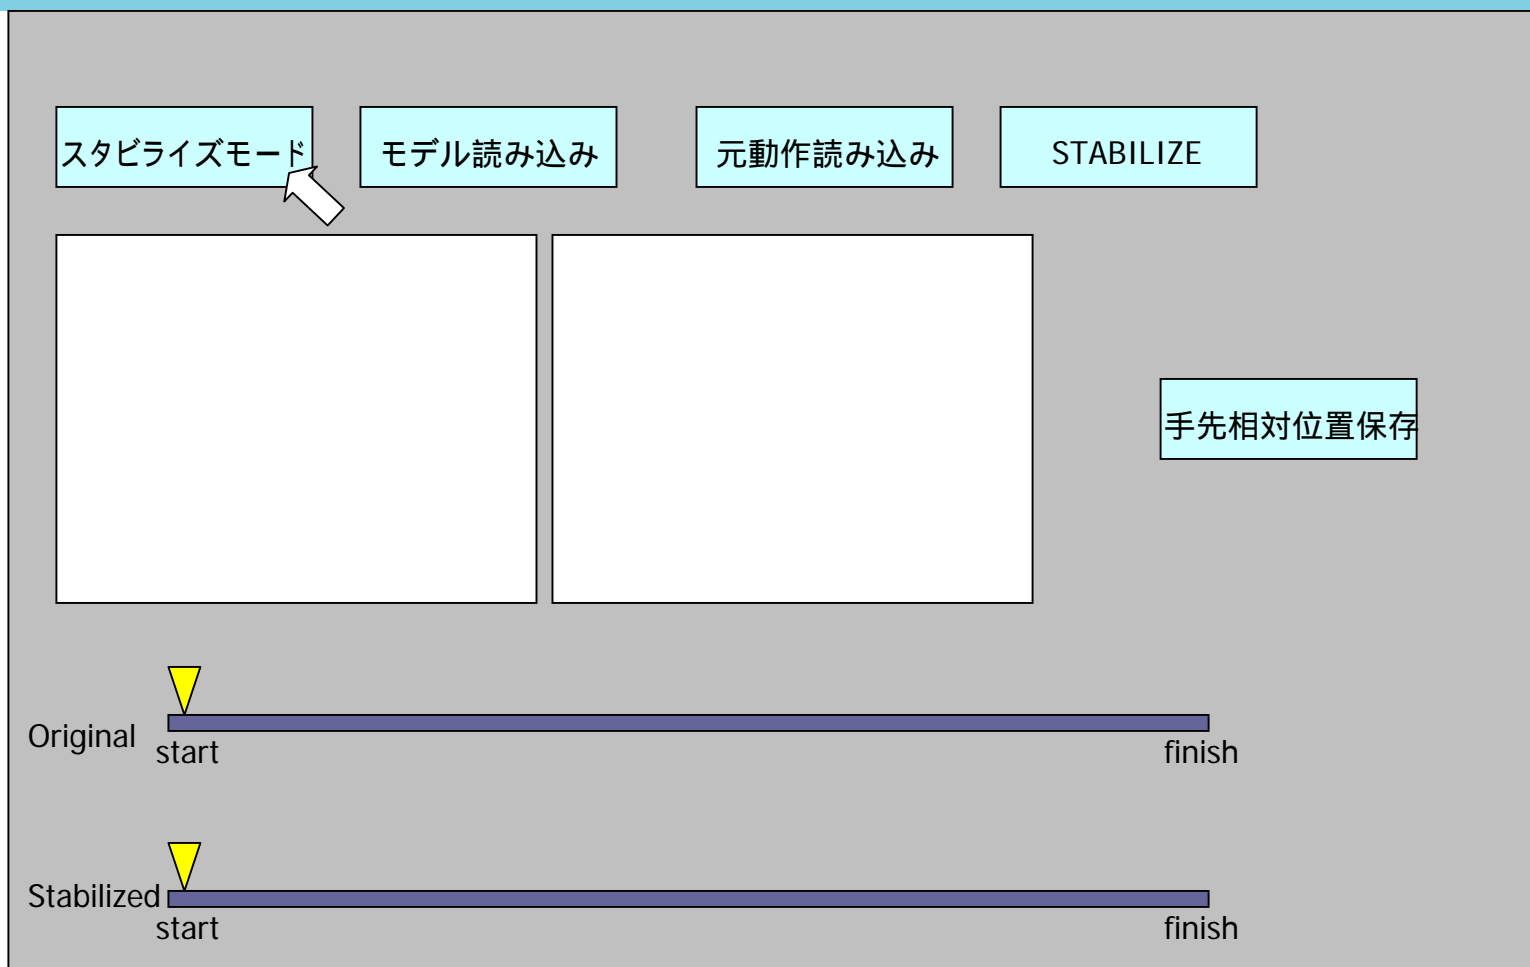 スタビライズモード
モデル読み込み
元動作読み込み
STABILIZE
手先相対位置保存
Original
start
finish
Stabilized
start
finish